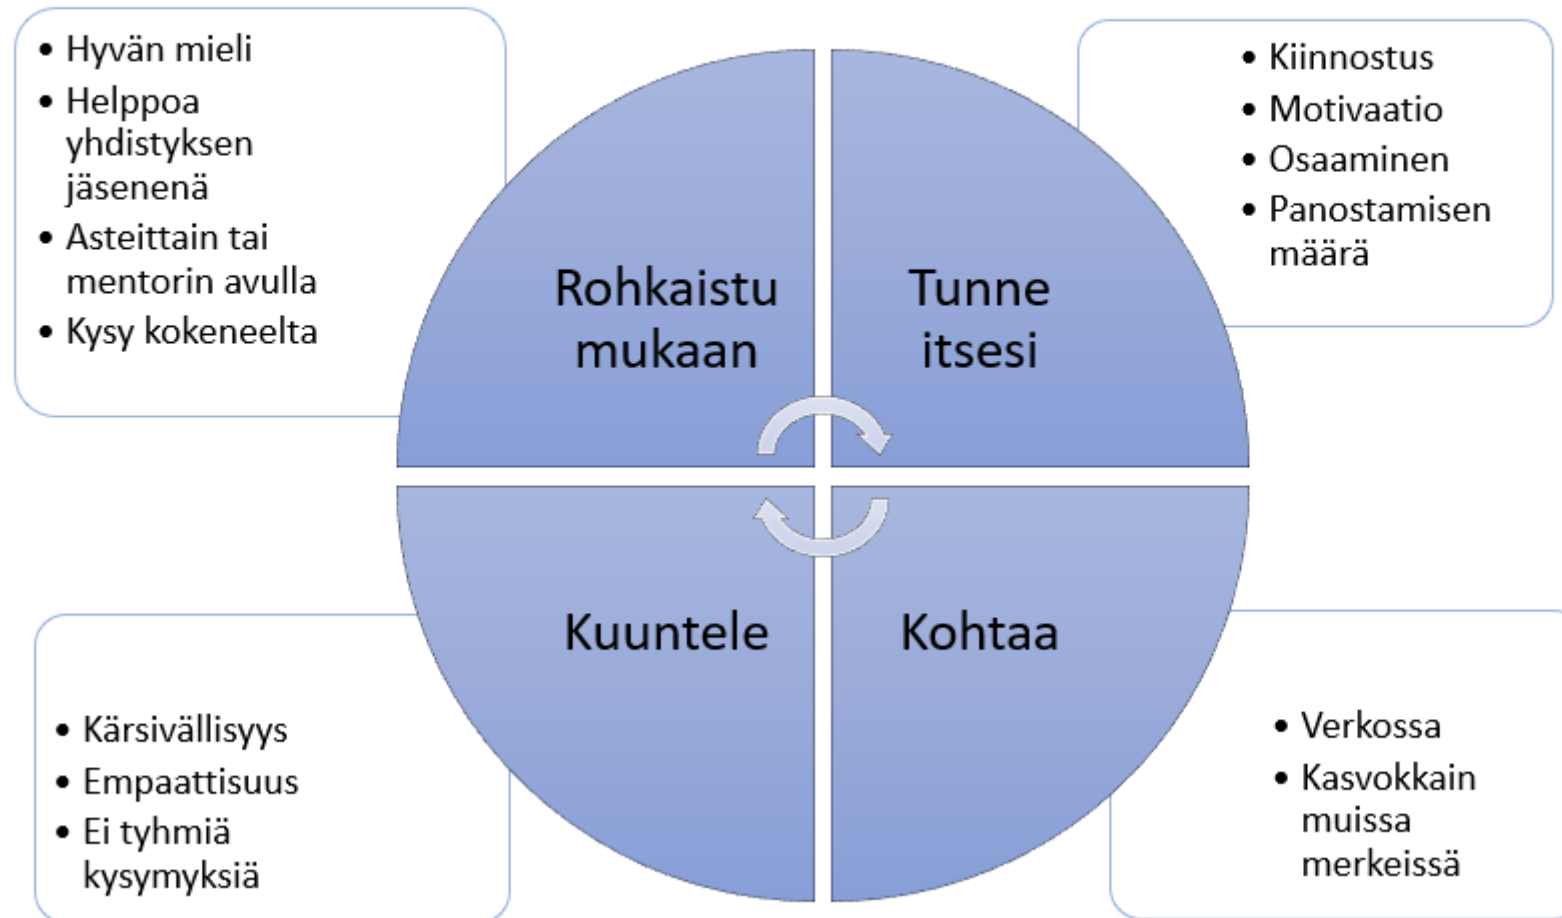 • Hyvän mieli
• Helppoa
yhdistyksen
jäsenenä
• Asteittain tai
mentorin avulla
• Kysy kokeneelta
• Kiinnostus
• Motivaatio
• Osaaminen
• Panostamisen
määrä
Rohkaistu
mukaan
Tunne
itsesi
Kuuntele
Kohtaa
• Kärsivällisyys
• Empaattisuus
• Ei tyhmiä
kysymyksiä
• Verkossa
• Kasvokkain
muissa
merkeissä